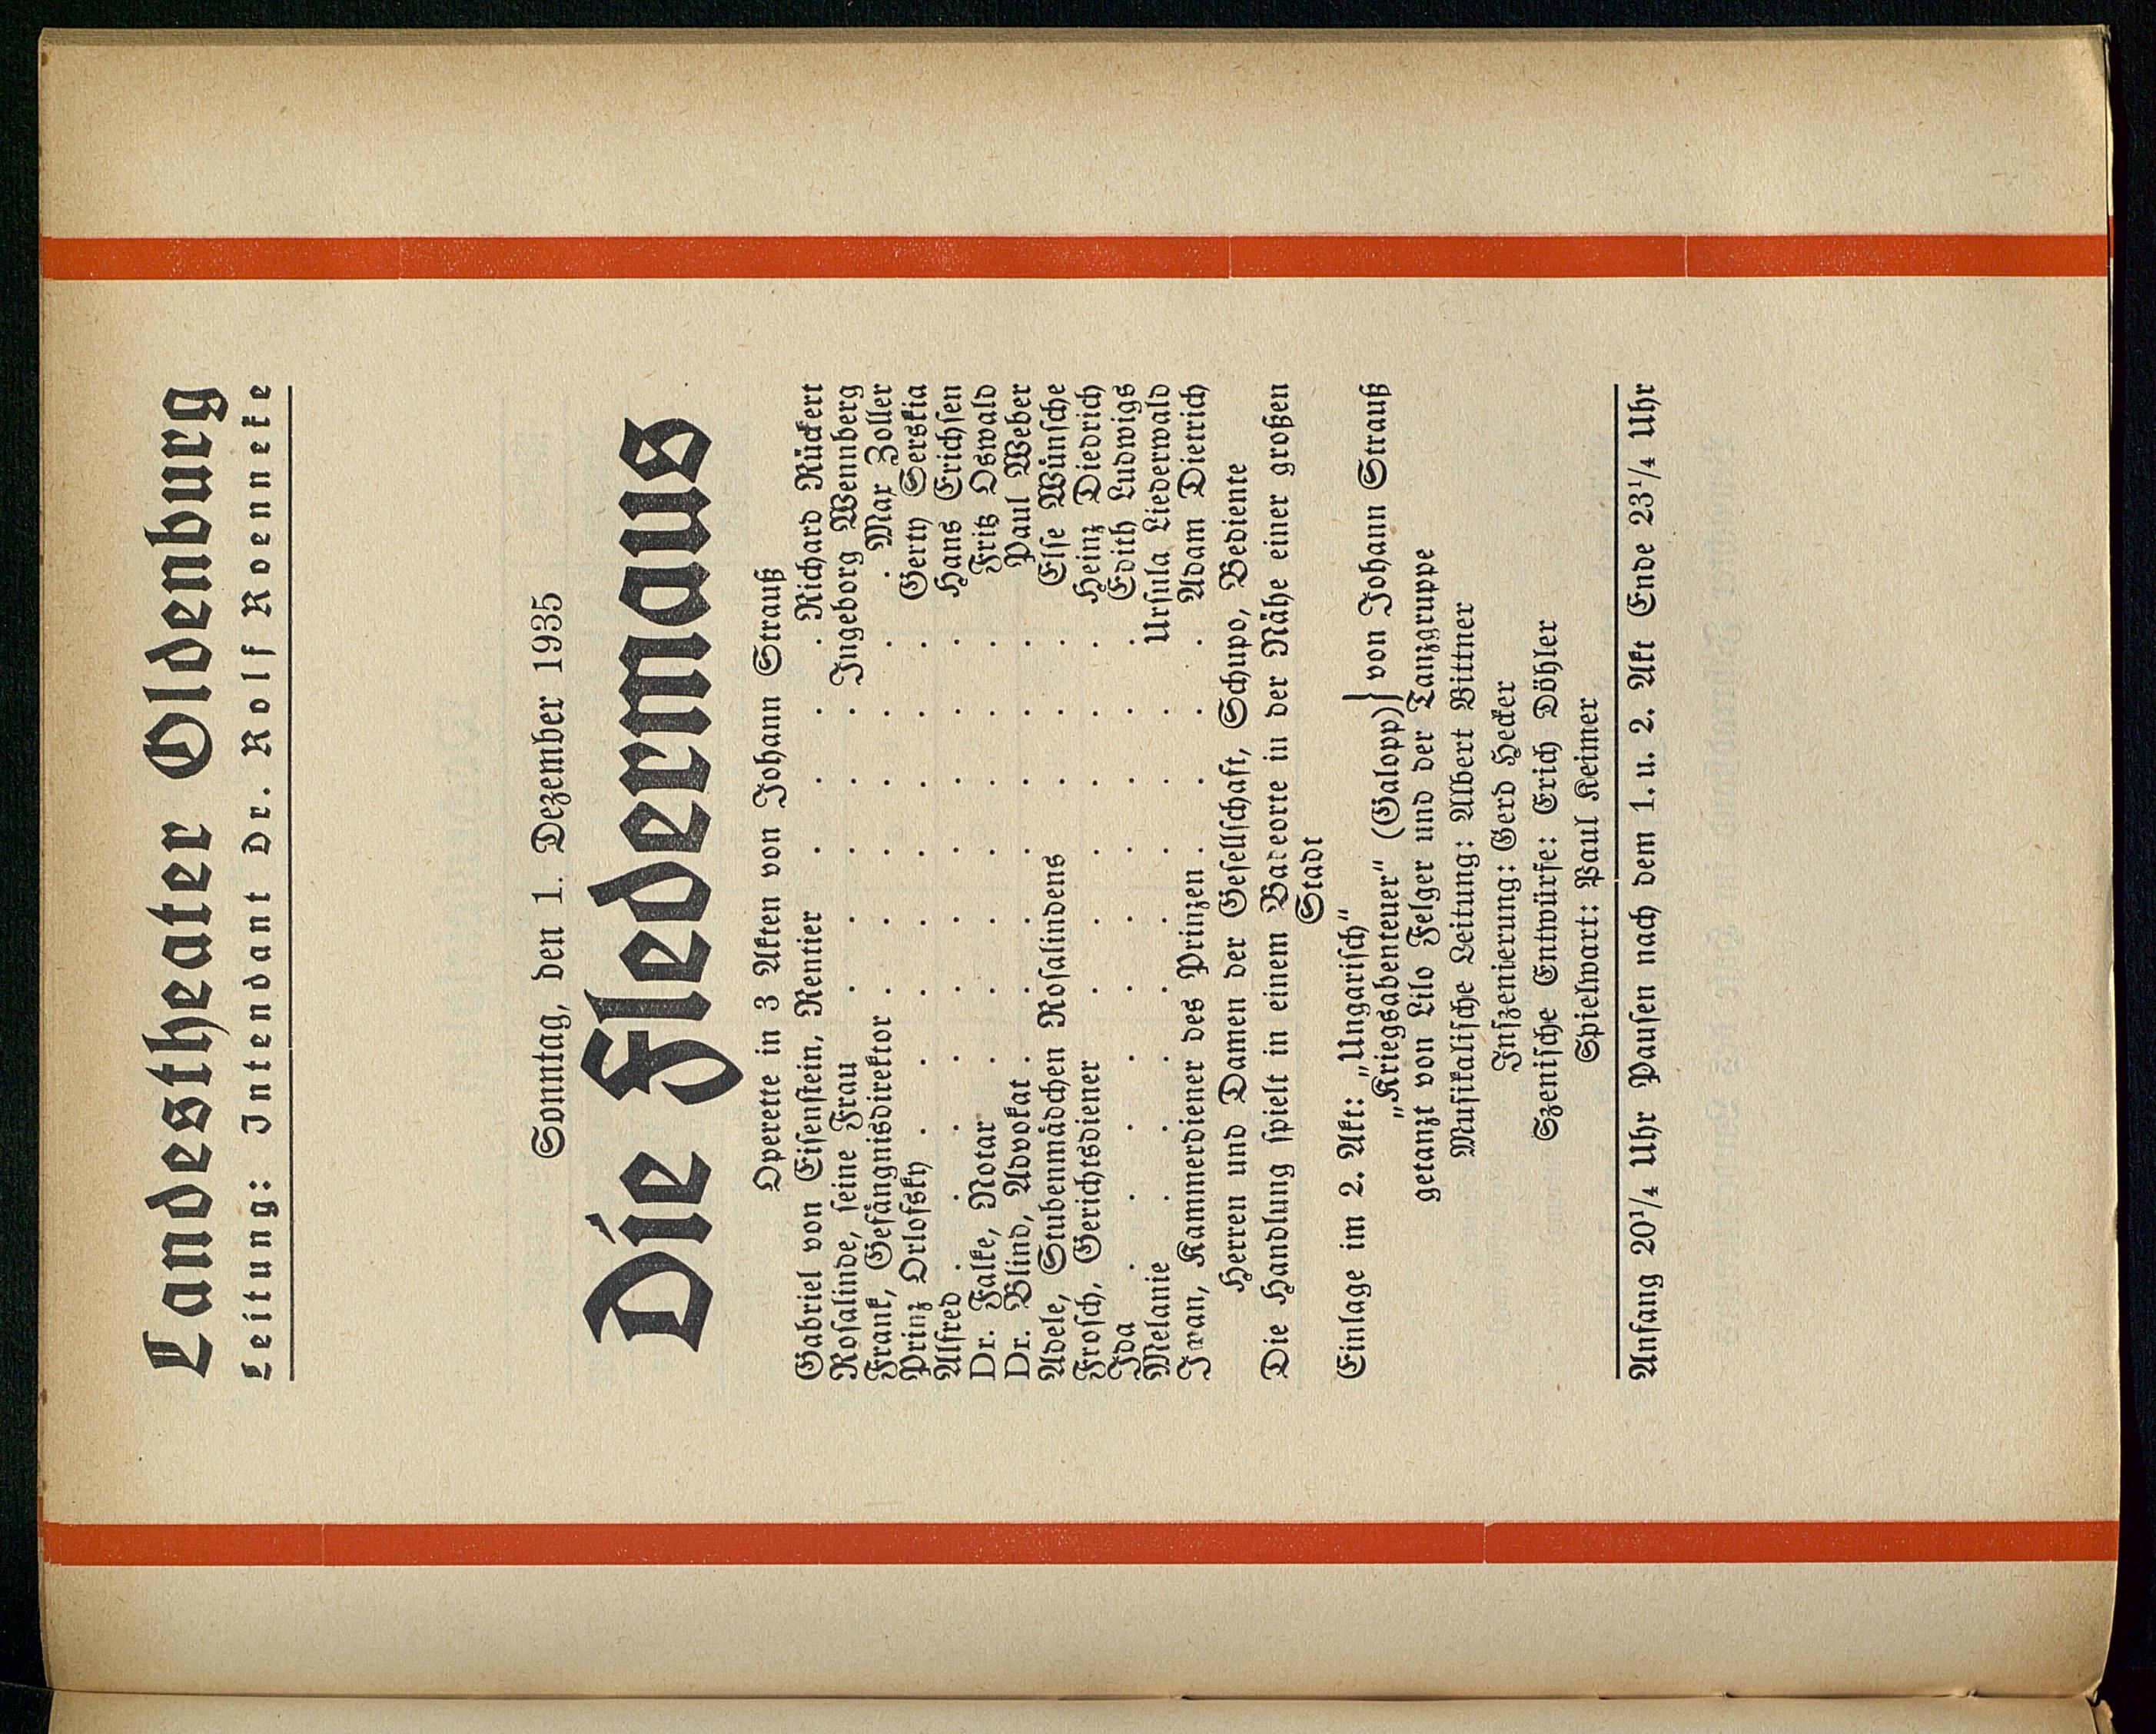 Landestheater Oldenburg
Leitung: Intendant Dr. Rolf Roenneke
Sonntag, den 1. Dezember 1935
Die Fledermaus
Operette in 3 Akten von Johann Strauß
Gabriel von Eisenstein, Rentier . . . . Richard Rückert
Rosalinde, seine Frau . . . . . Ingeborg Wennberg
Frank, Gefängnisdirektor . . . . . . . Max Zoller
Prinz Orlofsky . . . . . . . . Gerty Serskia
Alfred . . . . . . . . . . Hans Erichsen
Dr. Falke, Notar . . . . . . . Fritz Oswald
Dr. Blind, Advokat . . . . . . . Paul Weber
Adele, Stubenmädchen Rosalindens . . . Else Wünsche
Frosch, Gerichtsdiener . . . . . . Heinz Diedrich
Ida . . . . . . . . . . Edith Ludwigs
Melanie . . . . . . . . Ursula Liederwald
Iwan, Kammerdiener des Prinzen . . . . Adam Dietrich
Herren und Damen der Gesellschaft, Schupo, Bediente
Die Handlung spielt in einem Badeorte in der Nähe einer großen
Stadt
Einlage im 2. Akt: „Ungarisch“
„Kriegsabenteuer“ (Galopp)} von Johann Strauß
getanzt von Lilo Felger und der Tanzgruppe
Musikalische Leitung: Albert Bittner
Inszenierung: Gerd Hecker
Szenische Entwürfe: Erich Döhler
Spielwart: Paul Keimer
Anfang 20¹/₄ Uhr Pausen nach dem 1. u. 2. Akt Ende 23¹/₄ Uhr